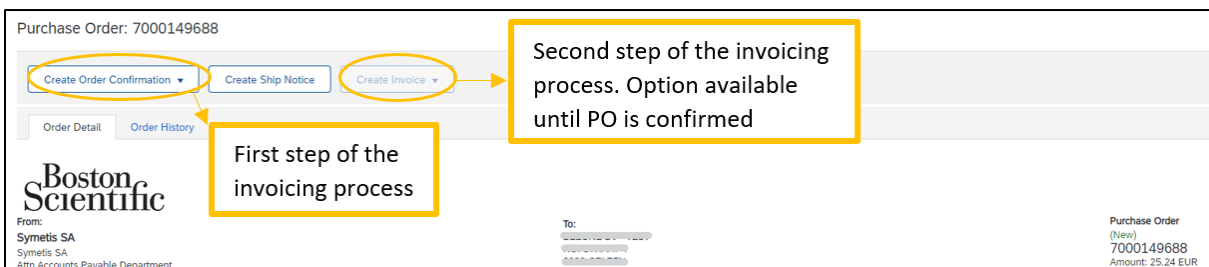 Purchase Order: 7000149688
Create Order Confirmation
Create Ship Notice
Create Invoice
Second step of the invoicing
process. Option available
until PO is confirmed
Order Detail
Order History
First step of the
invoicing process
Boston
Scientific
From:
Symetis SA
Symetis SA
Attn Accounts Payable Department
To:
Purchase Order
(New)
7000149688
Amount: 25.24 EUR